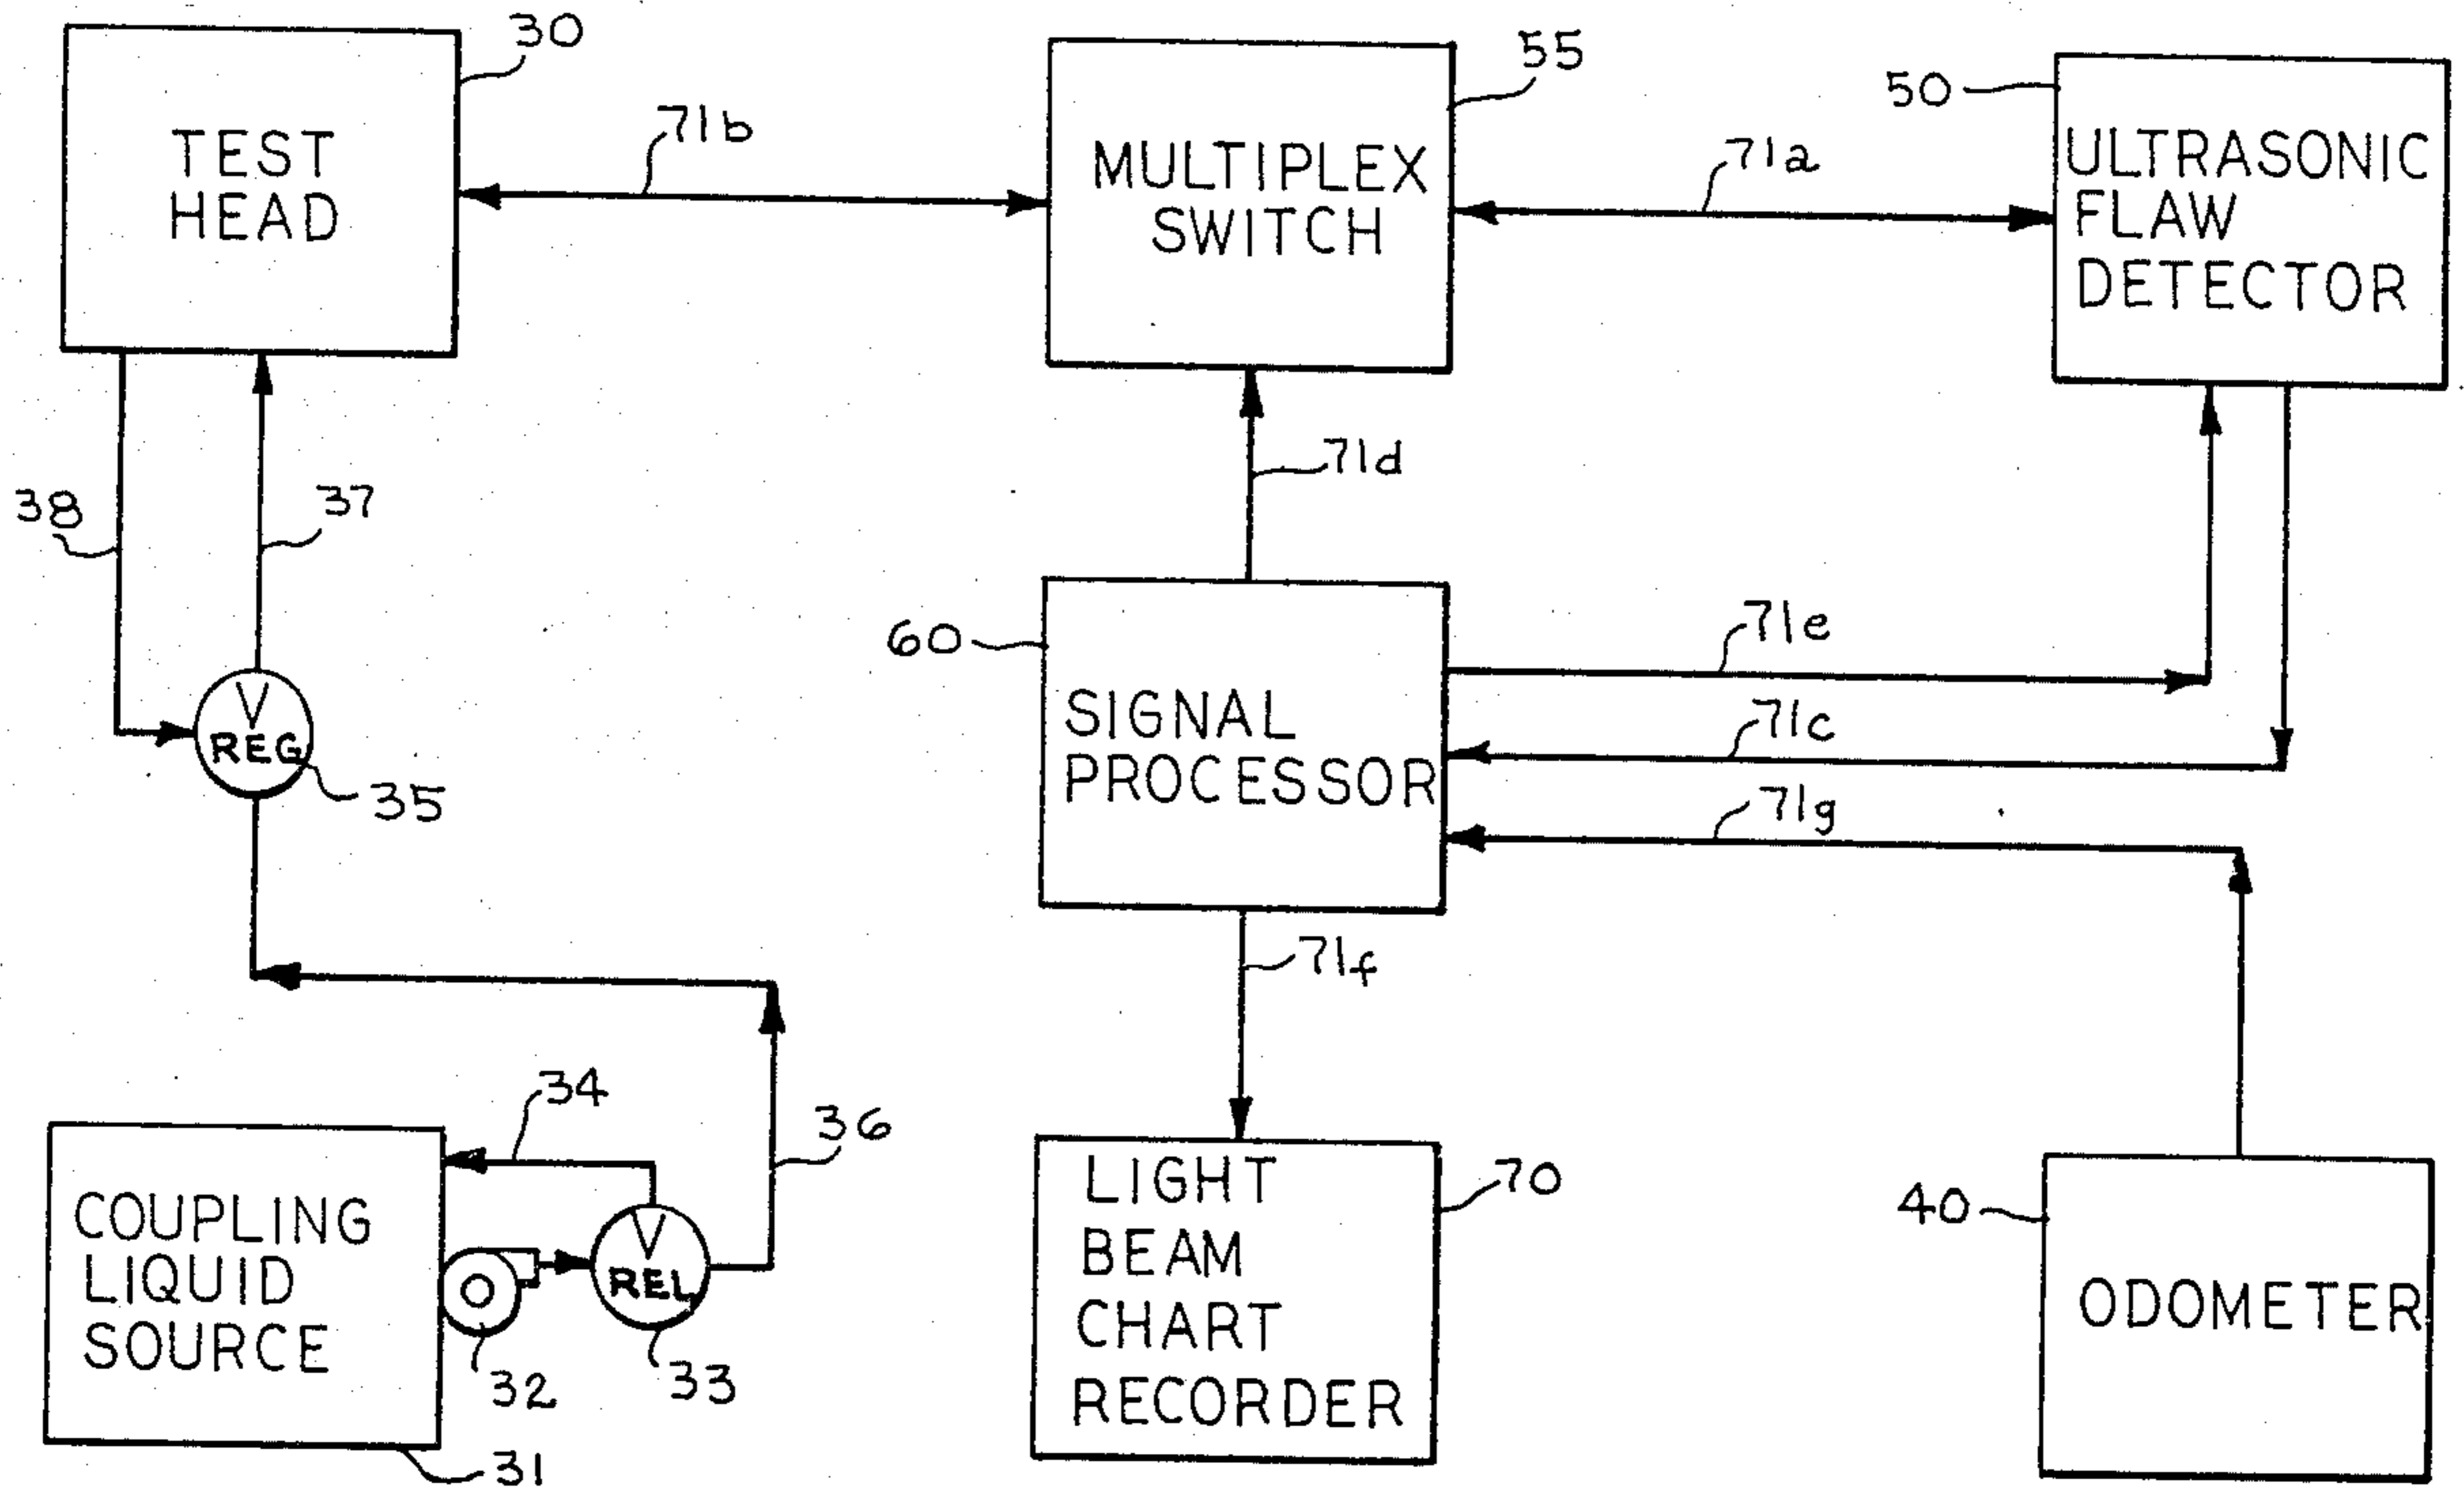 30
TEST
HEAD
71b
55
MULTIPLEX
SWITCH
71a
50
ULTRASONIC
FLAW
DETECTOR
38
37
71d
V
REG
35
60
SIGNAL
PROCESSOR
71e
71c
71g
71f
34
36
COUPLING
LIQUID
SOURCE
V
REL
32
33
31
LIGHT
BEAM
CHART
RECORDER
70
40
ODOMETER